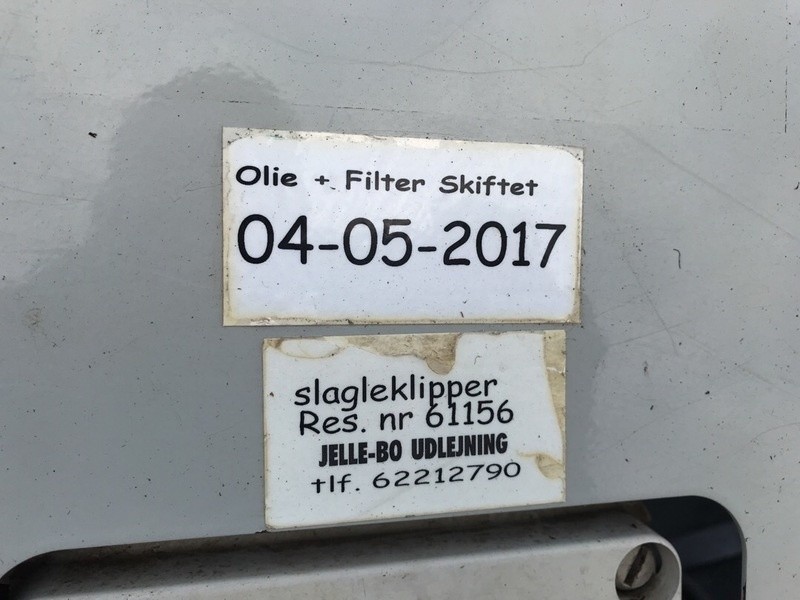 Olie + Filter Skiftet
04-05-2017
slagleklipper
Res. nr 61156
JELLE-BO UDLEJNING
tlf. 62212790